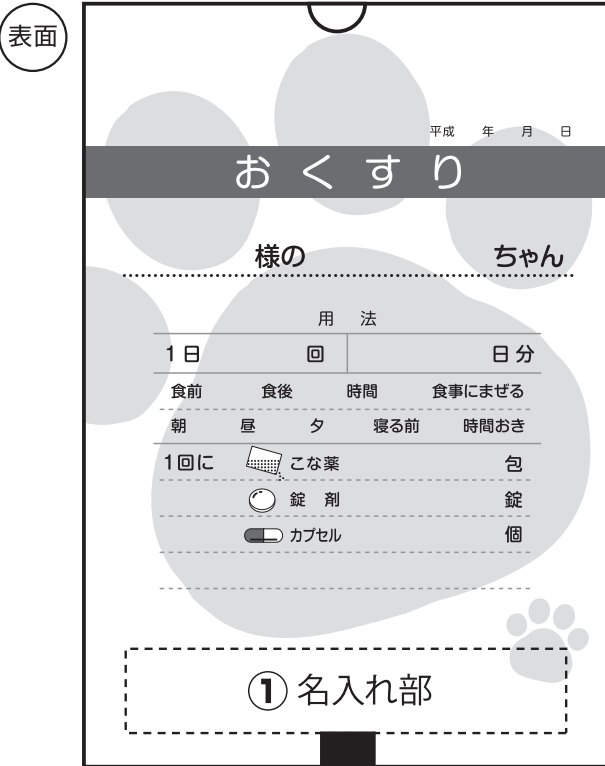 表面
平成 年 月 日
おくすり
様の ちゃん
用 法
1日 回 日分
食前 食後 時間 食事にまぜる
朝 昼 夕 寝る前 時間おき
1回に こな薬 包
錠 剤 錠
カプセル 個
① 名入れ部